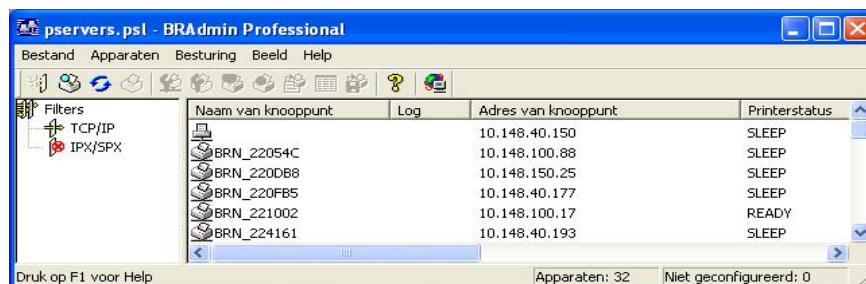 pservers.psl - BRAdmin Professional
Bestand Apparaten Besturing Beeld Help
Filters
TCP/IP
IPX/SPX
Naam van knooppunt Log Adres van knooppunt Printerstatus
10.148.40.150 SLEEP
BRN_22054C 10.148.100.88 SLEEP
BRN_220DB8 10.148.150.25 SLEEP
BRN_220FB5 10.148.40.177 SLEEP
BRN_221002 10.148.100.17 READY
BRN_224161 10.148.40.193 SLEEP
Druk op F1 voor Help Apparaten: 32 Niet geconfigureerd: 0